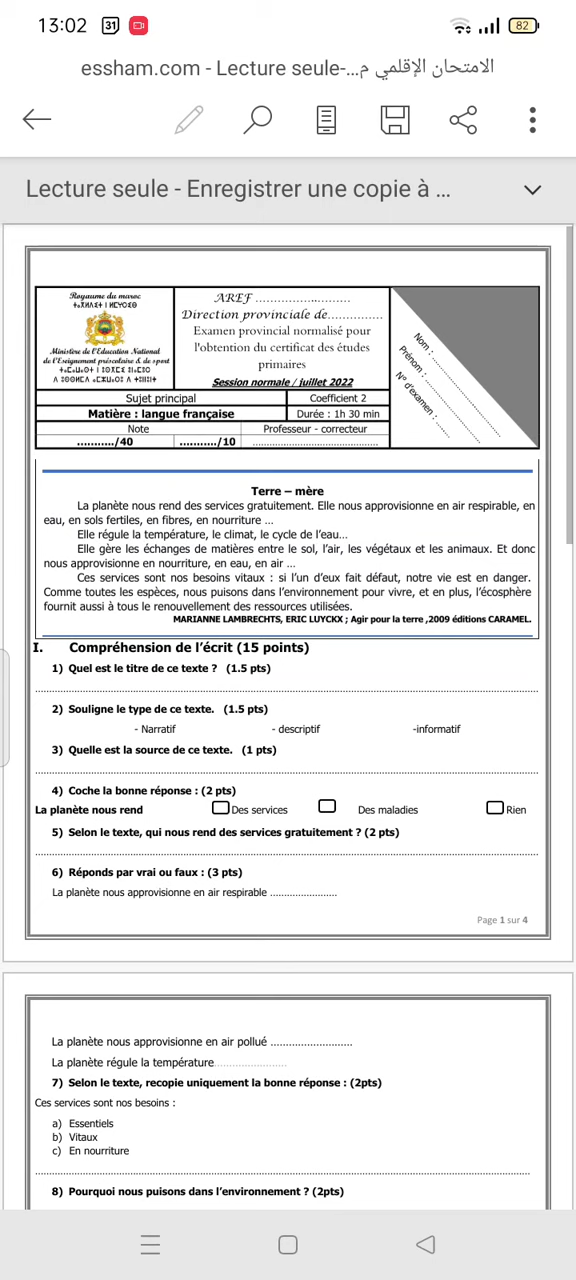 13:02 31 82
essham.com - Lecture seule-...الامتحان الإقلمي م
Lecture seule - Enregistrer une copie à ...
Royaume du maroc
ⵜⴰⴳⵍⴷⵉⵜ ⵏ ⵍⵎⵖⵔⵉⴱ
Ministère de l'Education National
de l'Eseignement préscolaire & de sport
AREF ......................
Direction provinciale de.............
Examen provincial normalisé pour
l'obtention du certificat des études
primaires
Session normale / juillet 2022
Nom : ........................
Prénom : ........................
N° d'examen : ......
Sujet principal
Coefficient 2
Matière : langue française
Durée : 1h 30 min
Note
Professeur - correcteur
.........../40
.........../10
........................................
Terre – mère
La planète nous rend des services gratuitement. Elle nous approvisionne en air respirable, en
eau, en sols fertiles, en fibres, en nourriture ...
Elle régule la température, le climat, le cycle de l'eau...
Elle gère les échanges de matières entre le sol, l'air, les végétaux et les animaux. Et donc
nous approvisionne en nourriture, en eau, en air ...
Ces services sont nos besoins vitaux : si l'un d'eux fait défaut, notre vie est en danger.
Comme toutes les espèces, nous puisons dans l'environnement pour vivre, et en plus, l'écosphère
fournit aussi à tous le renouvellement des ressources utilisées.
MARIANNE LAMBRECHTS, ERIC LUYCKX ; Agir pour la terre ,2009 éditions CARAMEL.
I. Compréhension de l'écrit (15 points)
1) Quel est le titre de ce texte ? (1.5 pts)
2) Souligne le type de ce texte. (1.5 pts)
- Narratif - descriptif -informatif
3) Quelle est la source de ce texte. (1 pts)
4) Coche la bonne réponse : (2 pts)
La planète nous rend Des services Des maladies Rien
5) Selon le texte, qui nous rend des services gratuitement ? (2 pts)
6) Réponds par vrai ou faux : (3 pts)
La planète nous approvisionne en air respirable ........................
Page 1 sur 4
La planète nous approvisionne en air pollué ..........................
La planète régule la température........................
7) Selon le texte, recopie uniquement la bonne réponse : (2pts)
Ces services sont nos besoins :
a) Essentiels
b) Vitaux
c) En nourriture
8) Pourquoi nous puisons dans l'environnement ? (2pts)